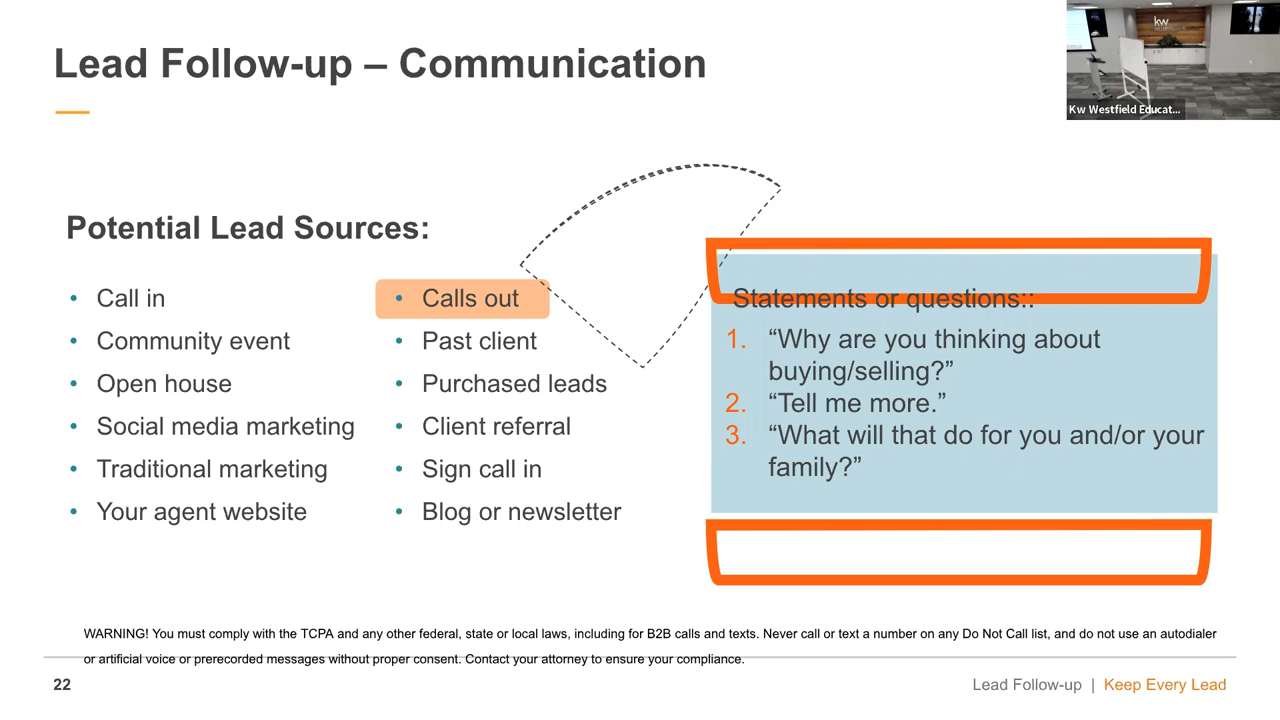 Lead Follow-up – Communication
kw
Kw Westfield Educat...
Potential Lead Sources:
• Call in
• Community event
• Open house
• Social media marketing
• Traditional marketing
• Your agent website
• Calls out
• Past client
• Purchased leads
• Client referral
• Sign call in
• Blog or newsletter
Statements or questions::
1. “Why are you thinking about
buying/selling?”
2. “Tell me more.”
3. “What will that do for you and/or your
family?”
WARNING! You must comply with the TCPA and any other federal, state or local laws, including for B2B calls and texts. Never call or text a number on any Do Not Call list, and do not use an autodialer
or artificial voice or prerecorded messages without proper consent. Contact your attorney to ensure your compliance.
22
Lead Follow-up | Keep Every Lead